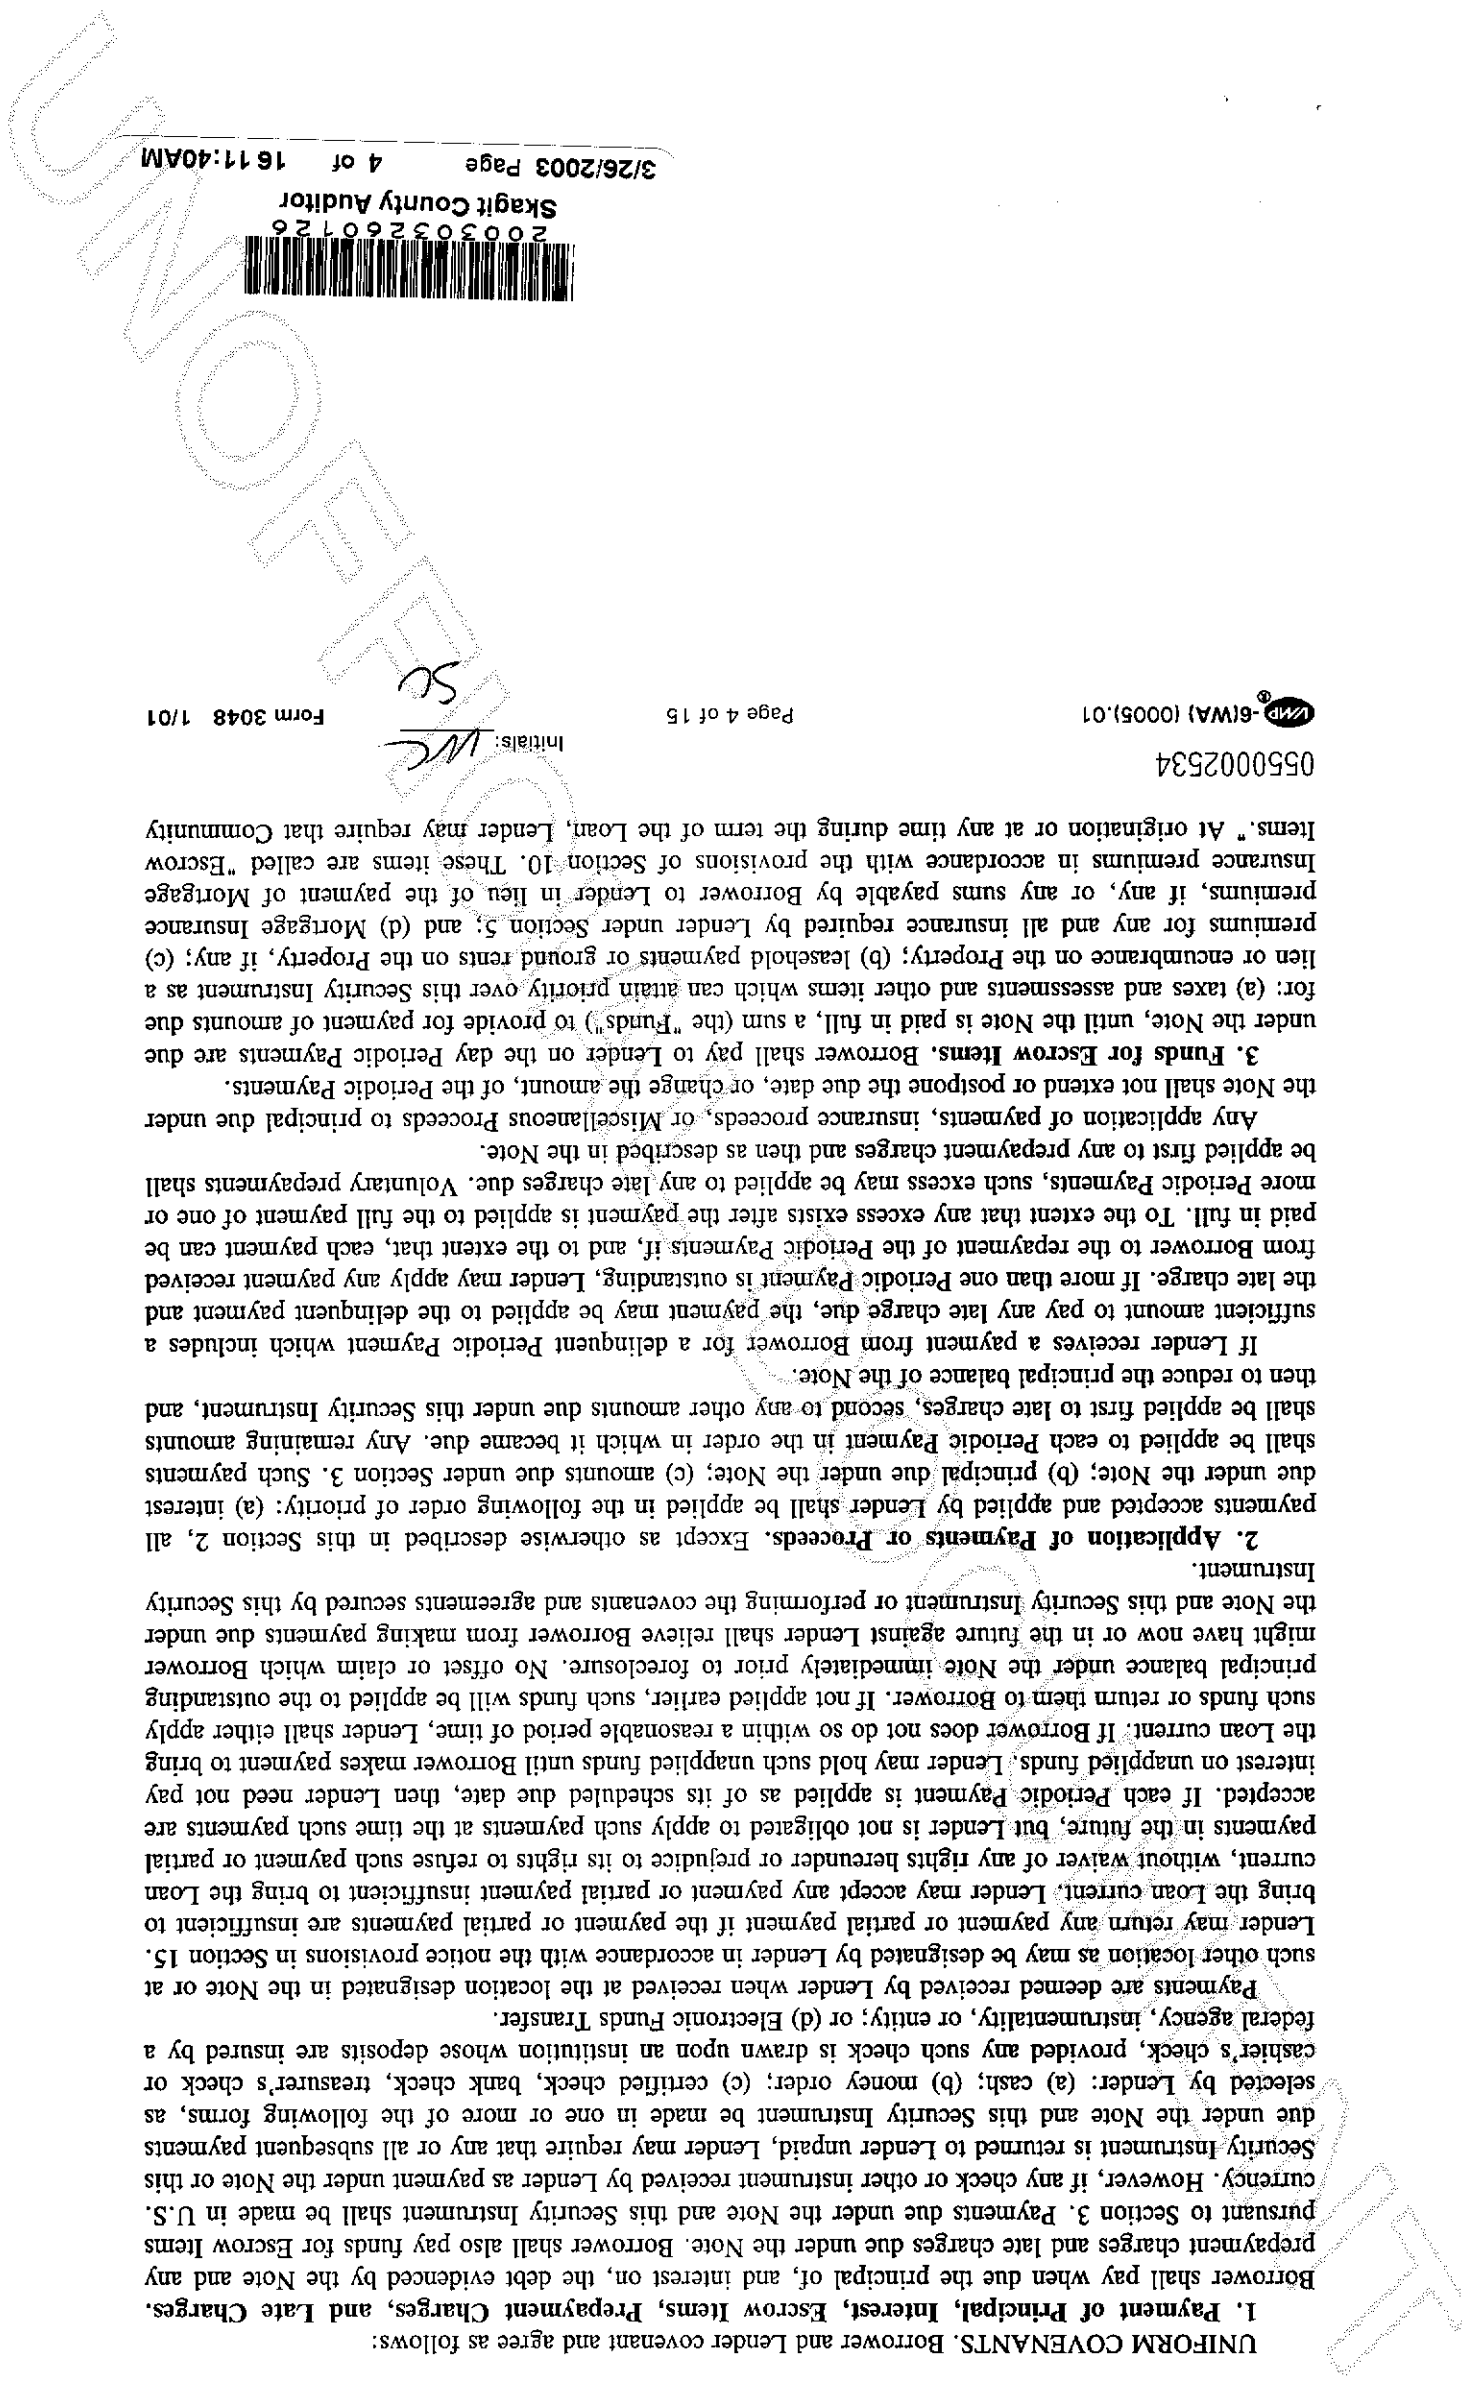 UNIFORM COVENANTS. Borrower and Lender covenant and agree as follows:
1. Payment of Principal, Interest, Escrow Items, Prepayment Charges, and Late Charges.
Borrower shall pay when due the principal of, and interest on, the debt evidenced by the Note and any
prepayment charges and late charges due under the Note. Borrower shall also pay funds for Escrow Items
pursuant to Section 3. Payments due under the Note and this Security Instrument shall be made in U.S.
currency. However, if any check or other instrument received by Lender as payment under the Note or this
Security Instrument is returned to Lender unpaid, Lender may require that any or all subsequent payments
due under the Note and this Security Instrument be made in one or more of the following forms, as
selected by Lender: (a) cash; (b) money order; (c) certified check, bank check, treasurer's check or
cashier's check, provided any such check is drawn upon an institution whose deposits are insured by a
federal agency, instrumentality, or entity; or (d) Electronic Funds Transfer.
Payments are deemed received by Lender when received at the location designated in the Note or at
such other location as may be designated by Lender in accordance with the notice provisions in Section 15.
Lender may return any payment or partial payment if the payment or partial payments are insufficient to
bring the Loan current. Lender may accept any payment or partial payment insufficient to bring the Loan
current, without waiver of any rights hereunder or prejudice to its rights to refuse such payment or partial
payments in the future, but Lender is not obligated to apply such payments at the time such payments are
accepted. If each Periodic Payment is applied as of its scheduled due date, then Lender need not pay
interest on unapplied funds. Lender may hold such unapplied funds until Borrower makes payment to bring
the Loan current. If Borrower does not do so within a reasonable period of time, Lender shall either apply
such funds or return them to Borrower. If not applied earlier, such funds will be applied to the outstanding
principal balance under the Note immediately prior to foreclosure. No offset or claim which Borrower
might have now or in the future against Lender shall relieve Borrower from making payments due under
the Note and this Security Instrument or performing the covenants and agreements secured by this Security
Instrument.
2. Application of Payments or Proceeds. Except as otherwise described in this Section 2, all
payments accepted and applied by Lender shall be applied in the following order of priority: (a) interest
due under the Note; (b) principal due under the Note; (c) amounts due under Section 3. Such payments
shall be applied to each Periodic Payment in the order in which it became due. Any remaining amounts
shall be applied first to late charges, second to any other amounts due under this Security Instrument, and
then to reduce the principal balance of the Note.
If Lender receives a payment from Borrower for a delinquent Periodic Payment which includes a
sufficient amount to pay any late charge due, the payment may be applied to the delinquent payment and
the late charge. If more than one Periodic Payment is outstanding, Lender may apply any payment received
from Borrower to the repayment of the Periodic Payments if, and to the extent that, each payment can be
paid in full. To the extent that any excess exists after the payment is applied to the full payment of one or
more Periodic Payments, such excess may be applied to any late charges due. Voluntary prepayments shall
be applied first to any prepayment charges and then as described in the Note.
Any application of payments, insurance proceeds, or Miscellaneous Proceeds to principal due under
the Note shall not extend or postpone the due date, or change the amount, of the Periodic Payments.
3. Funds for Escrow Items. Borrower shall pay to Lender on the day Periodic Payments are due
under the Note, until the Note is paid in full, a sum (the "Funds") to provide for payment of amounts due
for: (a) taxes and assessments and other items which can attain priority over this Security Instrument as a
lien or encumbrance on the Property; (b) leasehold payments or ground rents on the Property, if any; (c)
premiums for any and all insurance required by Lender under Section 5; and (d) Mortgage Insurance
premiums, if any, or any sums payable by Borrower to Lender in lieu of the payment of Mortgage
Insurance premiums in accordance with the provisions of Section 10. These items are called "Escrow
Items." At origination or at any time during the term of the Loan, Lender may require that Community
0550002534
Initials: WC
VMP®-6(WA) (0005).01 Page 4 of 15 Form 3048 1/01
SC
200303260126
Skagit County Auditor
3/26/2003 Page 4 of 16 11:40AM
UNOFFICIAL DOCUMENT